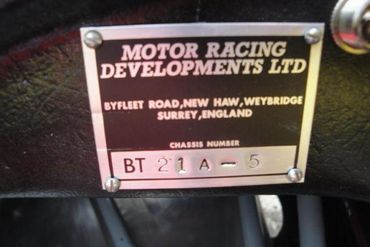 MOTOR RACING
DEVELOPMENTS LTD
BYFLEET ROAD, NEW HAW, WEYBRIDGE
SURREY, ENGLAND
CHASSIS NUMBER
BT 21 A - 5